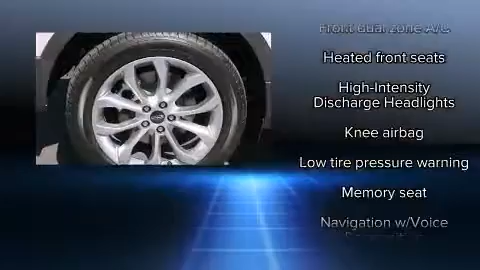 Front dual zone A/C
Heated front seats
High-Intensity
Discharge Headlights
Knee airbag
Low tire pressure warning
Memory seat
Navigation w/Voice